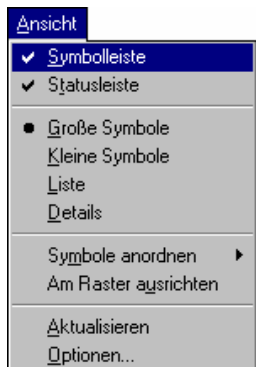 Ansicht
Symbolleiste
Statusleiste
Große Symbole
Kleine Symbole
Liste
Details
Symbole anordnen
Am Raster ausrichten
Aktualisieren
Optionen...